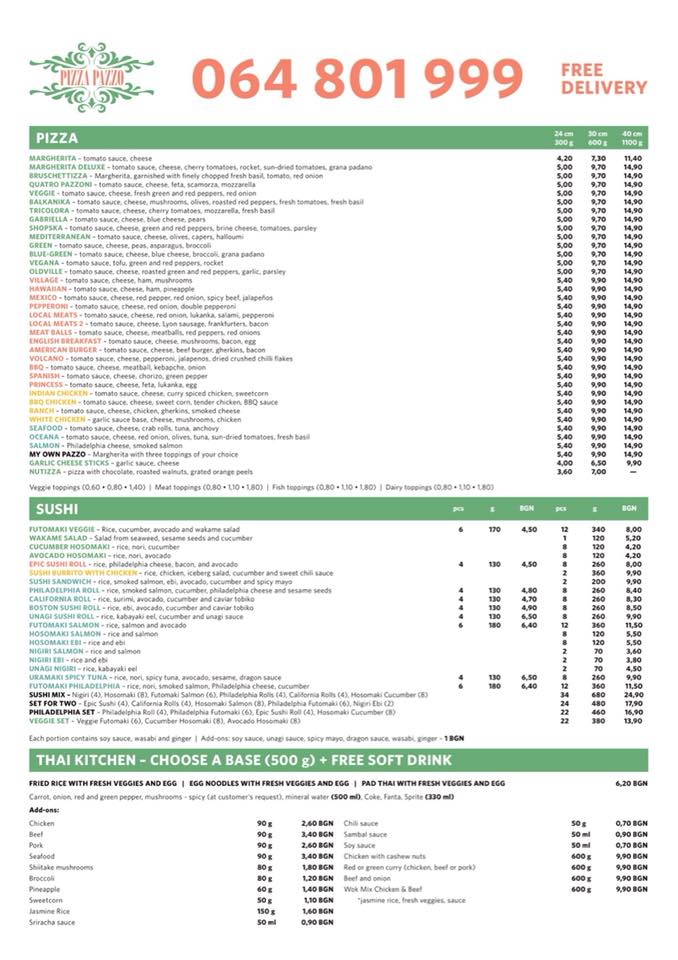 PIZZA PAZZO
064 801 999
FREE
DELIVERY
PIZZA 24 cm 30 cm 40 cm
300 g 600 g 1100 g
MARGHERITA – tomato sauce, cheese 4,20 7,30 11,40
MARGHERITA DELUXE – tomato sauce, cheese, cherry tomatoes, rocket, sun-dried tomatoes, grana padano 5,00 9,70 14,90
BRUSCHETTIZZA – Margherita, garnished with finely chopped fresh basil, tomato, red onion 5,00 9,70 14,90
QUATRO PAZZONI – tomato sauce, cheese, feta, scamorza, mozzarella 5,00 9,70 14,90
VEGGIE – tomato sauce, cheese, fresh green and red peppers, red onion 5,00 9,70 14,90
BALKANIKA – tomato sauce, cheese, mushrooms, olives, roasted red peppers, fresh tomatoes, fresh basil 5,00 9,70 14,90
TRICOLORA – tomato sauce, cheese, cherry tomatoes, mozzarella, fresh basil 5,00 9,70 14,90
GABRIELLA – tomato sauce, cheese, blue cheese, pears 5,00 9,70 14,90
SHOPSKA – tomato sauce, cheese, green and red peppers, brine cheese, tomatoes, parsley 5,00 9,70 14,90
MEDITERRANEAN – tomato sauce, cheese, olives, capers, halloumi 5,00 9,70 14,90
GREEN – tomato sauce, cheese, peas, asparagus, broccoli 5,00 9,70 14,90
BLUE-GREEN – tomato sauce, cheese, blue cheese, broccoli, grana padano 5,00 9,70 14,90
VEGANA – tomato sauce, tofu, green and red peppers, rocket 5,00 9,70 14,90
OLDVILLE – tomato sauce, cheese, roasted green and red peppers, garlic, parsley 5,00 9,70 14,90
VILLAGE – tomato sauce, cheese, ham, mushrooms 5,40 9,90 14,90
HAWAIIAN – tomato sauce, cheese, ham, pineapple 5,40 9,90 14,90
MEXICO – tomato sauce, cheese, red pepper, red onion, spicy beef, jalapeños 5,40 9,90 14,90
PEPPERONI – tomato sauce, cheese, red onion, double pepperoni 5,40 9,90 14,90
LOCAL MEATS – tomato sauce, cheese, red onion, lukanka, salami, pepperoni 5,40 9,90 14,90
LOCAL MEATS 2 – tomato sauce, cheese, Lyon sausage, frankfurters, bacon 5,40 9,90 14,90
MEAT BALLS – tomato sauce, cheese, meatballs, red peppers, red onions 5,40 9,90 14,90
ENGLISH BREAKFAST – tomato sauce, cheese, mushrooms, bacon, egg 5,40 9,90 14,90
AMERICAN BURGER – tomato sauce, cheese, beef burger, gherkins, bacon 5,40 9,90 14,90
VOLCANO – tomato sauce, cheese, pepperoni, jalapenos, dried crushed chilli flakes 5,40 9,90 14,90
BBQ – tomato sauce, cheese, meatball, kebapche, onion 5,40 9,90 14,90
SPANISH – tomato sauce, cheese, chorizo, green pepper 5,40 9,90 14,90
PRINCESS – tomato sauce, cheese, feta, lukanka, egg 5,40 9,90 14,90
INDIAN CHICKEN – tomato sauce, cheese, curry spiced chicken, sweetcorn 5,40 9,90 14,90
BBQ CHICKEN – tomato sauce, cheese, sweet corn, tender chicken, BBQ sauce 5,40 9,90 14,90
RANCH – tomato sauce, cheese, chicken, gherkins, smoked cheese 5,40 9,90 14,90
WHITE CHICKEN – garlic sauce base, cheese, mushrooms, chicken 5,40 9,90 14,90
SEAFOOD – tomato sauce, cheese, crab rolls, tuna, anchovy 5,40 9,90 14,90
OCEANA – tomato sauce, cheese, red onion, olives, tuna, sun-dried tomatoes, fresh basil 5,40 9,90 14,90
SALMON – Philadelphia cheese, smoked salmon 5,40 9,90 14,90
MY OWN PAZZO – Margherita with three toppings of your choice 5,40 9,90 14,90
GARLIC CHEESE STICKS – garlic sauce, cheese 4,00 6,50 9,90
NUTIZZA – pizza with chocolate, roasted walnuts, grated orange peels 3,60 7,00 —
Veggie toppings (0,60 • 0,80 • 1,40) | Meat toppings (0,80 • 1,10 • 1,80) | Fish toppings (0,80 • 1,10 • 1,80) | Dairy toppings (0,80 • 1,10 • 1,80)
SUSHI pcs g BGN pcs g BGN
FUTOMAKI VEGGIE – Rice, cucumber, avocado and wakame salad 6 170 4,50 12 340 8,00
WAKAME SALAD – Salad from seaweed, sesame seeds and cucumber 1 120 5,20
CUCUMBER HOSOMAKI – rice, nori, cucumber 8 120 4,20
AVOCADO HOSOMAKI – rice, nori, avocado 8 120 4,20
EPIC SUSHI ROLL – rice, philadelphia cheese, bacon, and avocado 4 130 4,50 8 260 8,00
SUSHI BURRITO WITH CHICKEN – rice, chicken, iceberg salad, cucumber and sweet chili sauce 2 360 9,90
SUSHI SANDWICH – rice, smoked salmon, ebi, avocado, cucumber and spicy mayo 2 200 9,90
PHILADELPHIA ROLL – rice, smoked salmon, cucumber, philadelphia cheese and sesame seeds 4 130 4,80 8 260 8,40
CALIFORNIA ROLL – rice, surimi, avocado, cucumber and caviar tobiko 4 130 4,70 8 260 8,30
BOSTON SUSHI ROLL – rice, ebi, avocado, cucumber and caviar tobiko 4 130 4,90 8 260 8,50
UNAGI SUSHI ROLL – rice, kabayaki eel, cucumber and unagi sauce 4 130 6,50 8 260 9,90
FUTOMAKI SALMON – rice, salmon and avocado 6 180 6,40 12 360 11,50
HOSOMAKI SALMON – rice and salmon 8 120 5,50
HOSOMAKI EBI – rice and ebi 8 120 5,50
NIGIRI SALMON – rice and salmon 2 70 3,60
NIGIRI EBI – rice and ebi 2 70 3,80
UNAGI NIGIRI – rice, kabayaki eel 2 70 4,50
URAMAKI SPICY TUNA – rice, nori, spicy tuna, avocado, sesame, dragon sauce 4 130 6,50 8 260 9,90
FUTOMAKI PHILADELPHIA – rice, nori, smoked salmon, Philadelphia cheese, cucumber 6 180 6,40 12 360 11,50
SUSHI MIX – Nigiri (4), Hosomaki (8), Futomaki Salmon (6), Philadelphia Roll (4), California Rolls (4), Hosomaki Cucumber (8) 34 680 24,90
SET FOR TWO – Epic Sushi (4), California Rolls (4), Hosomaki Salmon (8), Philadelphia Futomaki (6), Nigiri Ebi (2) 24 480 17,90
PHILADELPHIA SET – Philadelphia Roll (4), Philadelphia Futomaki (6), Epic Sushi Roll (4), Hosomaki Cucumber (8) 22 460 16,90
VEGGIE SET – Veggie Futomaki (6), Cucumber Hosomaki (8), Avocado Hosomaki (8) 22 380 13,90
Each portion contains soy sauce, wasabi and ginger | Add-ons: soy sauce, unagi sauce, spicy mayo, dragon sauce, wasabi, ginger – 1 BGN
THAI KITCHEN – CHOOSE A BASE (500 g) + FREE SOFT DRINK
FRIED RICE WITH FRESH VEGGIES AND EGG | EGG NOODLES WITH FRESH VEGGIES AND EGG | PAD THAI WITH FRESH VEGGIES AND EGG 6,20 BGN
Carrot, onion, red and green pepper, mushrooms - spicy (at customer's request), mineral water (500 ml), Coke, Fanta, Sprite (330 ml)
Add-ons:
Chicken 90 g 2,60 BGN Chili sauce 50 g 0,70 BGN
Beef 90 g 3,40 BGN Sambal sauce 50 ml 0,90 BGN
Pork 90 g 2,60 BGN Soy sauce 50 ml 0,70 BGN
Seafood 90 g 3,40 BGN Chicken with cashew nuts 600 g 9,90 BGN
Shiitake mushrooms 80 g 1,80 BGN Red or green curry (chicken, beef or pork) 600 g 9,90 BGN
Broccoli 80 g 1,20 BGN Beef and onion 600 g 9,90 BGN
Pineapple 60 g 1,40 BGN Wok Mix Chicken & Beef 600 g 9,90 BGN
Sweetcorn 50 g 1,10 BGN *jasmine rice, fresh veggies, sauce
Jasmine Rice 150 g 1,60 BGN
Sriracha sauce 50 ml 0,90 BGN